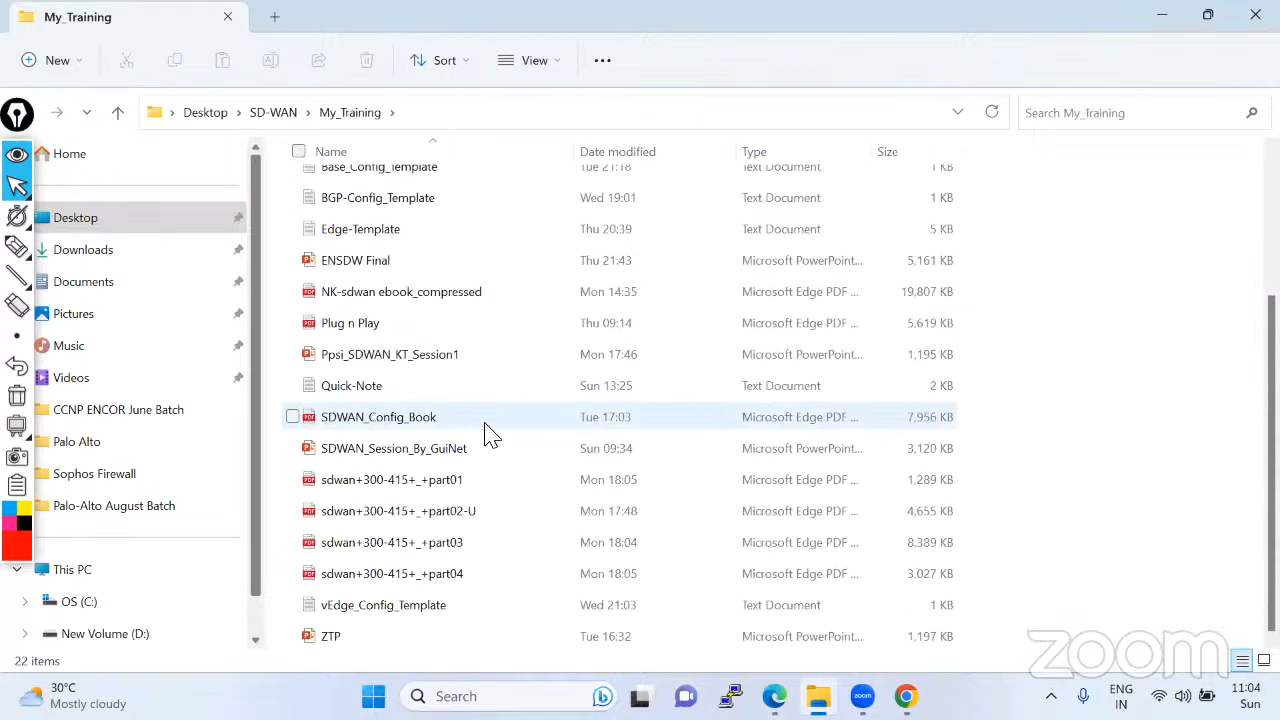 My_Training
New
Sort
View
Desktop
SD-WAN
My_Training
Search My_Training
Name
Date modified
Type
Size
Home
Base_Config_Template Tue 21:18 Text Document 1 KB
BGP-Config_Template Wed 19:01 Text Document 1 KB
Desktop
Edge-Template Thu 20:39 Text Document 5 KB
Downloads
ENSDW Final Thu 21:43 Microsoft PowerPoint... 5,161 KB
Documents
NK-sdwan ebook_compressed Mon 14:35 Microsoft Edge PDF ... 19,807 KB
Pictures
Plug n Play Thu 09:14 Microsoft Edge PDF ... 5,619 KB
Music
Ppsi_SDWAN_KT_Session1 Mon 17:46 Microsoft PowerPoint... 1,195 KB
Videos
Quick-Note Sun 13:25 Text Document 2 KB
CCNP ENCOR June Batch
SDWAN_Config_Book Tue 17:03 Microsoft Edge PDF ... 7,956 KB
Palo Alto
SDWAN_Session_By_GuiNet Sun 09:34 Microsoft PowerPoint... 3,120 KB
Sophos Firewall
sdwan+300-415+_+part01 Mon 18:05 Microsoft Edge PDF ... 1,289 KB
Palo-Alto August Batch
sdwan+300-415+_+part02-U Mon 17:48 Microsoft Edge PDF ... 4,655 KB
sdwan+300-415+_+part03 Mon 18:04 Microsoft Edge PDF ... 8,389 KB
This PC
sdwan+300-415+_+part04 Mon 18:05 Microsoft Edge PDF ... 3,027 KB
OS (C:)
vEdge_Config_Template Wed 21:03 Text Document 1 KB
New Volume (D:)
ZTP Tue 16:32 Microsoft PowerPoint... 1,197 KB
22 items
zoom
30°C
Mostly cloudy
Search
zoom
ENG
IN
11:04
Sun